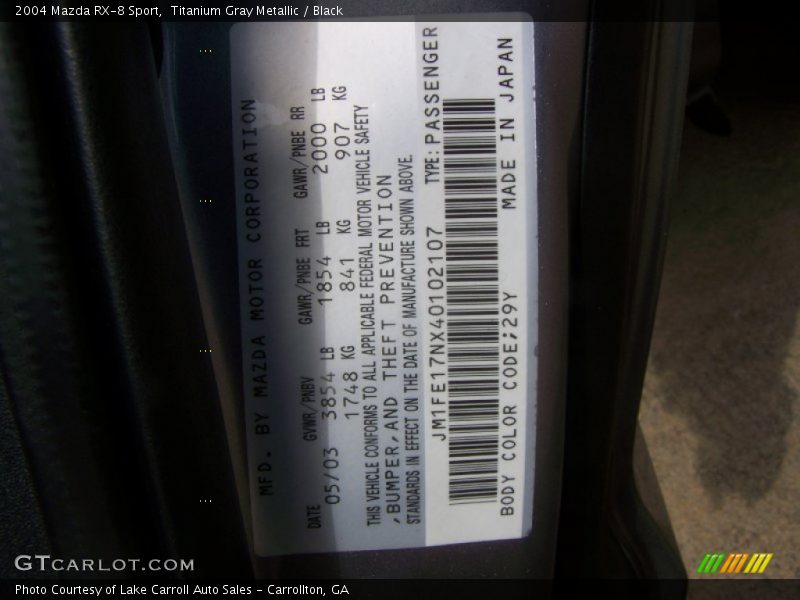 2004 Mazda RX-8 Sport,  Titanium Gray Metallic / Black
MFD. BY MAZDA MOTOR CORPORATION
DATE GVWR/PNBV GAWR/PNBE FRT GAWR/PNBE RR
05/03 3854 LB 1854 LB 2000 LB
1748 KG 841 KG 907 KG
THIS VEHICLE CONFORMS TO ALL APPLICABLE FEDERAL MOTOR VEHICLE SAFETY
,BUMPER,AND THEFT PREVENTION
STANDARDS IN EFFECT ON THE DATE OF MANUFACTURE SHOWN ABOVE.
JM1FE17NX40102107 TYPE:PASSENGER
BODY COLOR CODE;29Y MADE IN JAPAN
GTCARLOT.COM
Photo Courtesy of Lake Carroll Auto Sales - Carrollton, GA